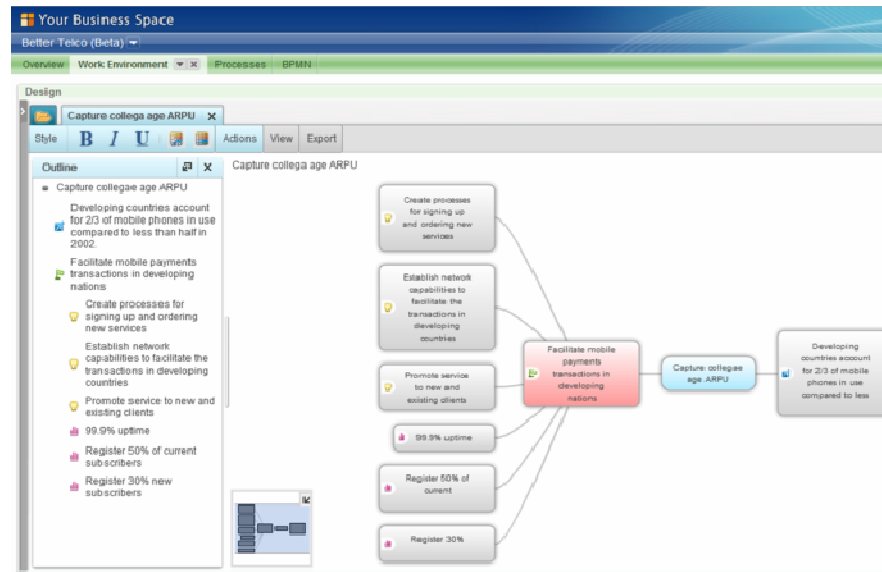 Your Business Space
Better Telco (Beta)
Overview Work Environment Processes BPMN
Design
Capture collega age ARPU X
Style B I U Actions View Export
Outline X
Capture collega age ARPU
Capture collegae age ARPU
Developing countries account
for 2/3 of mobile phones in use
compared to less than half in
2002.
Facilitate mobile payments
transactions in developing
nations
Create processes for
signing up and ordering
new services
Establish network
capabilities to facilitate the
transactions in developing
countries
Promote service to new and
existing clients
99.9% uptime
Register 50% of current
subscribers
Register 30% new
subscribers
Create processes
for signing up
and ordering new
services
Establish network
capabilities to
facilitate the
transactions in
developing
countries
Promote service
to new and
existing clients
99.9% uptime
Register 50% of
current
Register 30%
Facilitate mobile
payments
transactions in
developing
nations
Capture collegae
age ARPU
Developing
countries account
for 2/3 of mobile
phones in use
compared to less